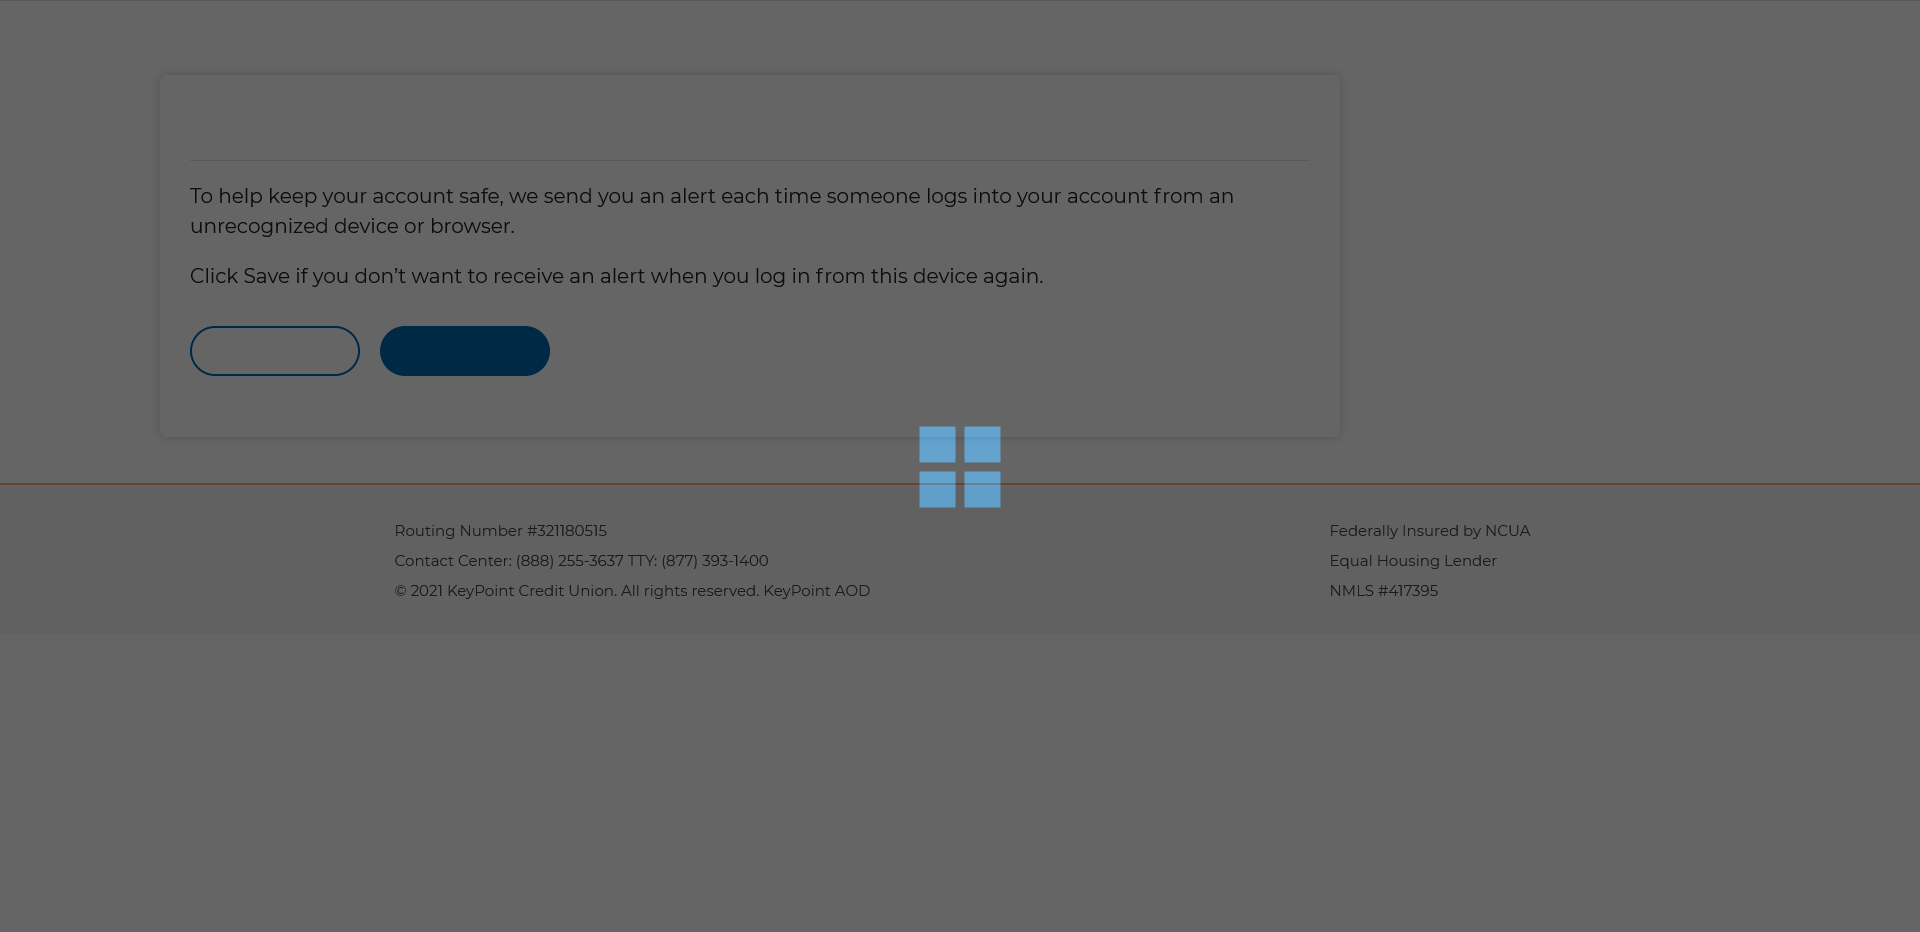 To help keep your account safe, we send you an alert each time someone logs into your account from an
unrecognized device or browser.
Click Save if you don’t want to receive an alert when you log in from this device again.
Routing Number #321180515
Contact Center: (888) 255-3637 TTY: (877) 393-1400
© 2021 KeyPoint Credit Union. All rights reserved. KeyPoint AOD
Federally Insured by NCUA
Equal Housing Lender
NMLS #417395